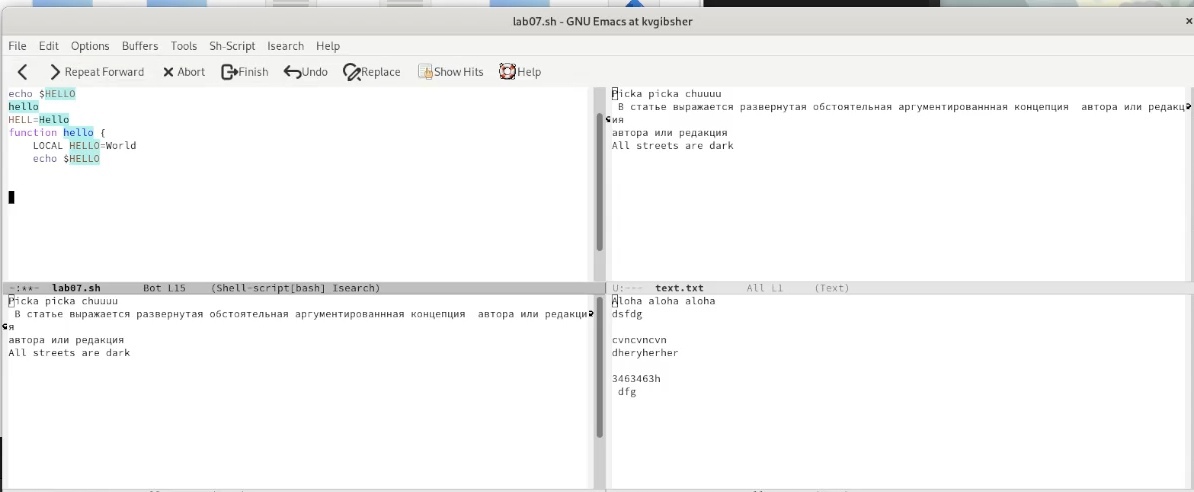 lab07.sh - GNU Emacs at kvgibsher
File Edit Options Buffers Tools Sh-Script Isearch Help
Repeat Forward Abort Finish Undo Replace Show Hits Help
echo $HELLO
hello
HELL=Hello
function hello {
LOCAL HELLO=World
echo $HELLO
-:**- lab07.sh Bot L15 (Shell-script[bash] Isearch)
Picka picka chuuuu
В статье выражается развернутая обстоятельная аргументированнная концепция автора или редакц
ия
автора или редакция
All streets are dark
U:--- text.txt All L1 (Text)
Picka picka chuuuu
В статье выражается развернутая обстоятельная аргументированнная концепция автора или редакци
я
автора или редакция
All streets are dark
Aloha aloha aloha
dsfdg
cvncvncvn
dheryherher
3463463h
dfg